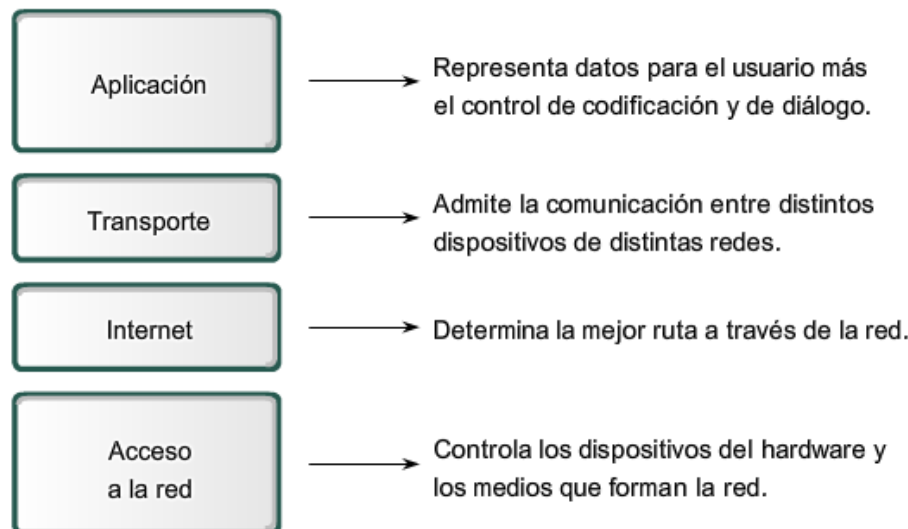 Aplicación
Representa datos para el usuario más
el control de codificación y de diálogo.
Transporte
Admite la comunicación entre distintos
dispositivos de distintas redes.
Internet
Determina la mejor ruta a través de la red.
Acceso
a la red
Controla los dispositivos del hardware y
los medios que forman la red.